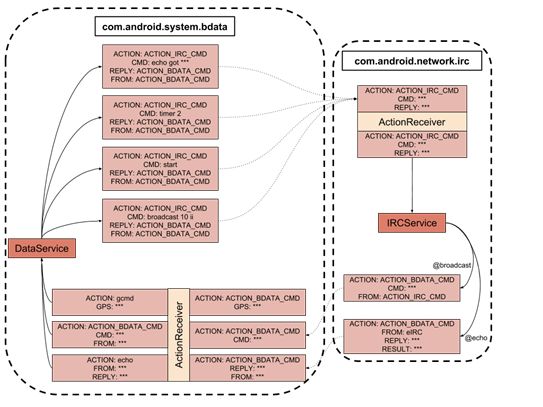 com.android.system.bdata
ACTION: ACTION_IRC_CMD
CMD: echo got ***
REPLY: ACTION_BDATA_CMD
FROM: ACTION_BDATA_CMD
ACTION: ACTION_IRC_CMD
CMD: timer 2
REPLY: ACTION_BDATA_CMD
FROM: ACTION_BDATA_CMD
ACTION: ACTION_IRC_CMD
CMD: start
REPLY: ACTION_BDATA_CMD
FROM: ACTION_BDATA_CMD
ACTION: ACTION_IRC_CMD
CMD: broadcast 10 ii
REPLY: ACTION_BDATA_CMD
FROM: ACTION_BDATA_CMD
DataService
ACTION: gcmd
GPS: ***
ACTION: ACTION_BDATA_CMD
CMD: ***
FROM: ***
ACTION: echo
FROM: ***
REPLY: ***
ActionReceiver
ACTION: ACTION_BDATA_CMD
GPS: ***
ACTION: ACTION_BDATA_CMD
CMD: ***
ACTION: ACTION_BDATA_CMD
REPLY: ***
FROM: ***
com.android.network.irc
ACTION: ACTION_IRC_CMD
CMD: ***
REPLY: ***
ActionReceiver
ACTION: ACTION_IRC_CMD
CMD: ***
REPLY: ***
IRCService
@broadcast
ACTION: ACTION_BDATA_CMD
CMD: ***
FROM: ACTION_IRC_CMD
ACTION: ACTION_BDATA_CMD
FROM: eIRC
REPLY: ***
RESULT: ***
@echo